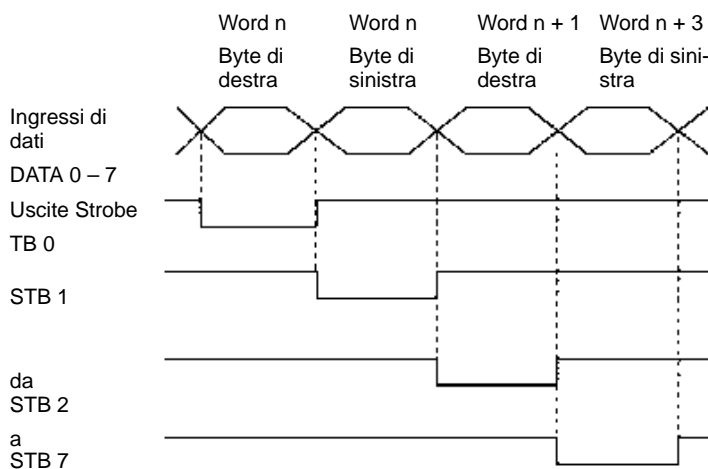 Word n Word n Word n + 1 Word n + 3
Byte di Byte di Byte di Byte di sini-
destra sinistra destra stra
Ingressi di
dati
DATA 0 – 7
Uscite Strobe
TB 0
STB 1
da
STB 2
a
STB 7